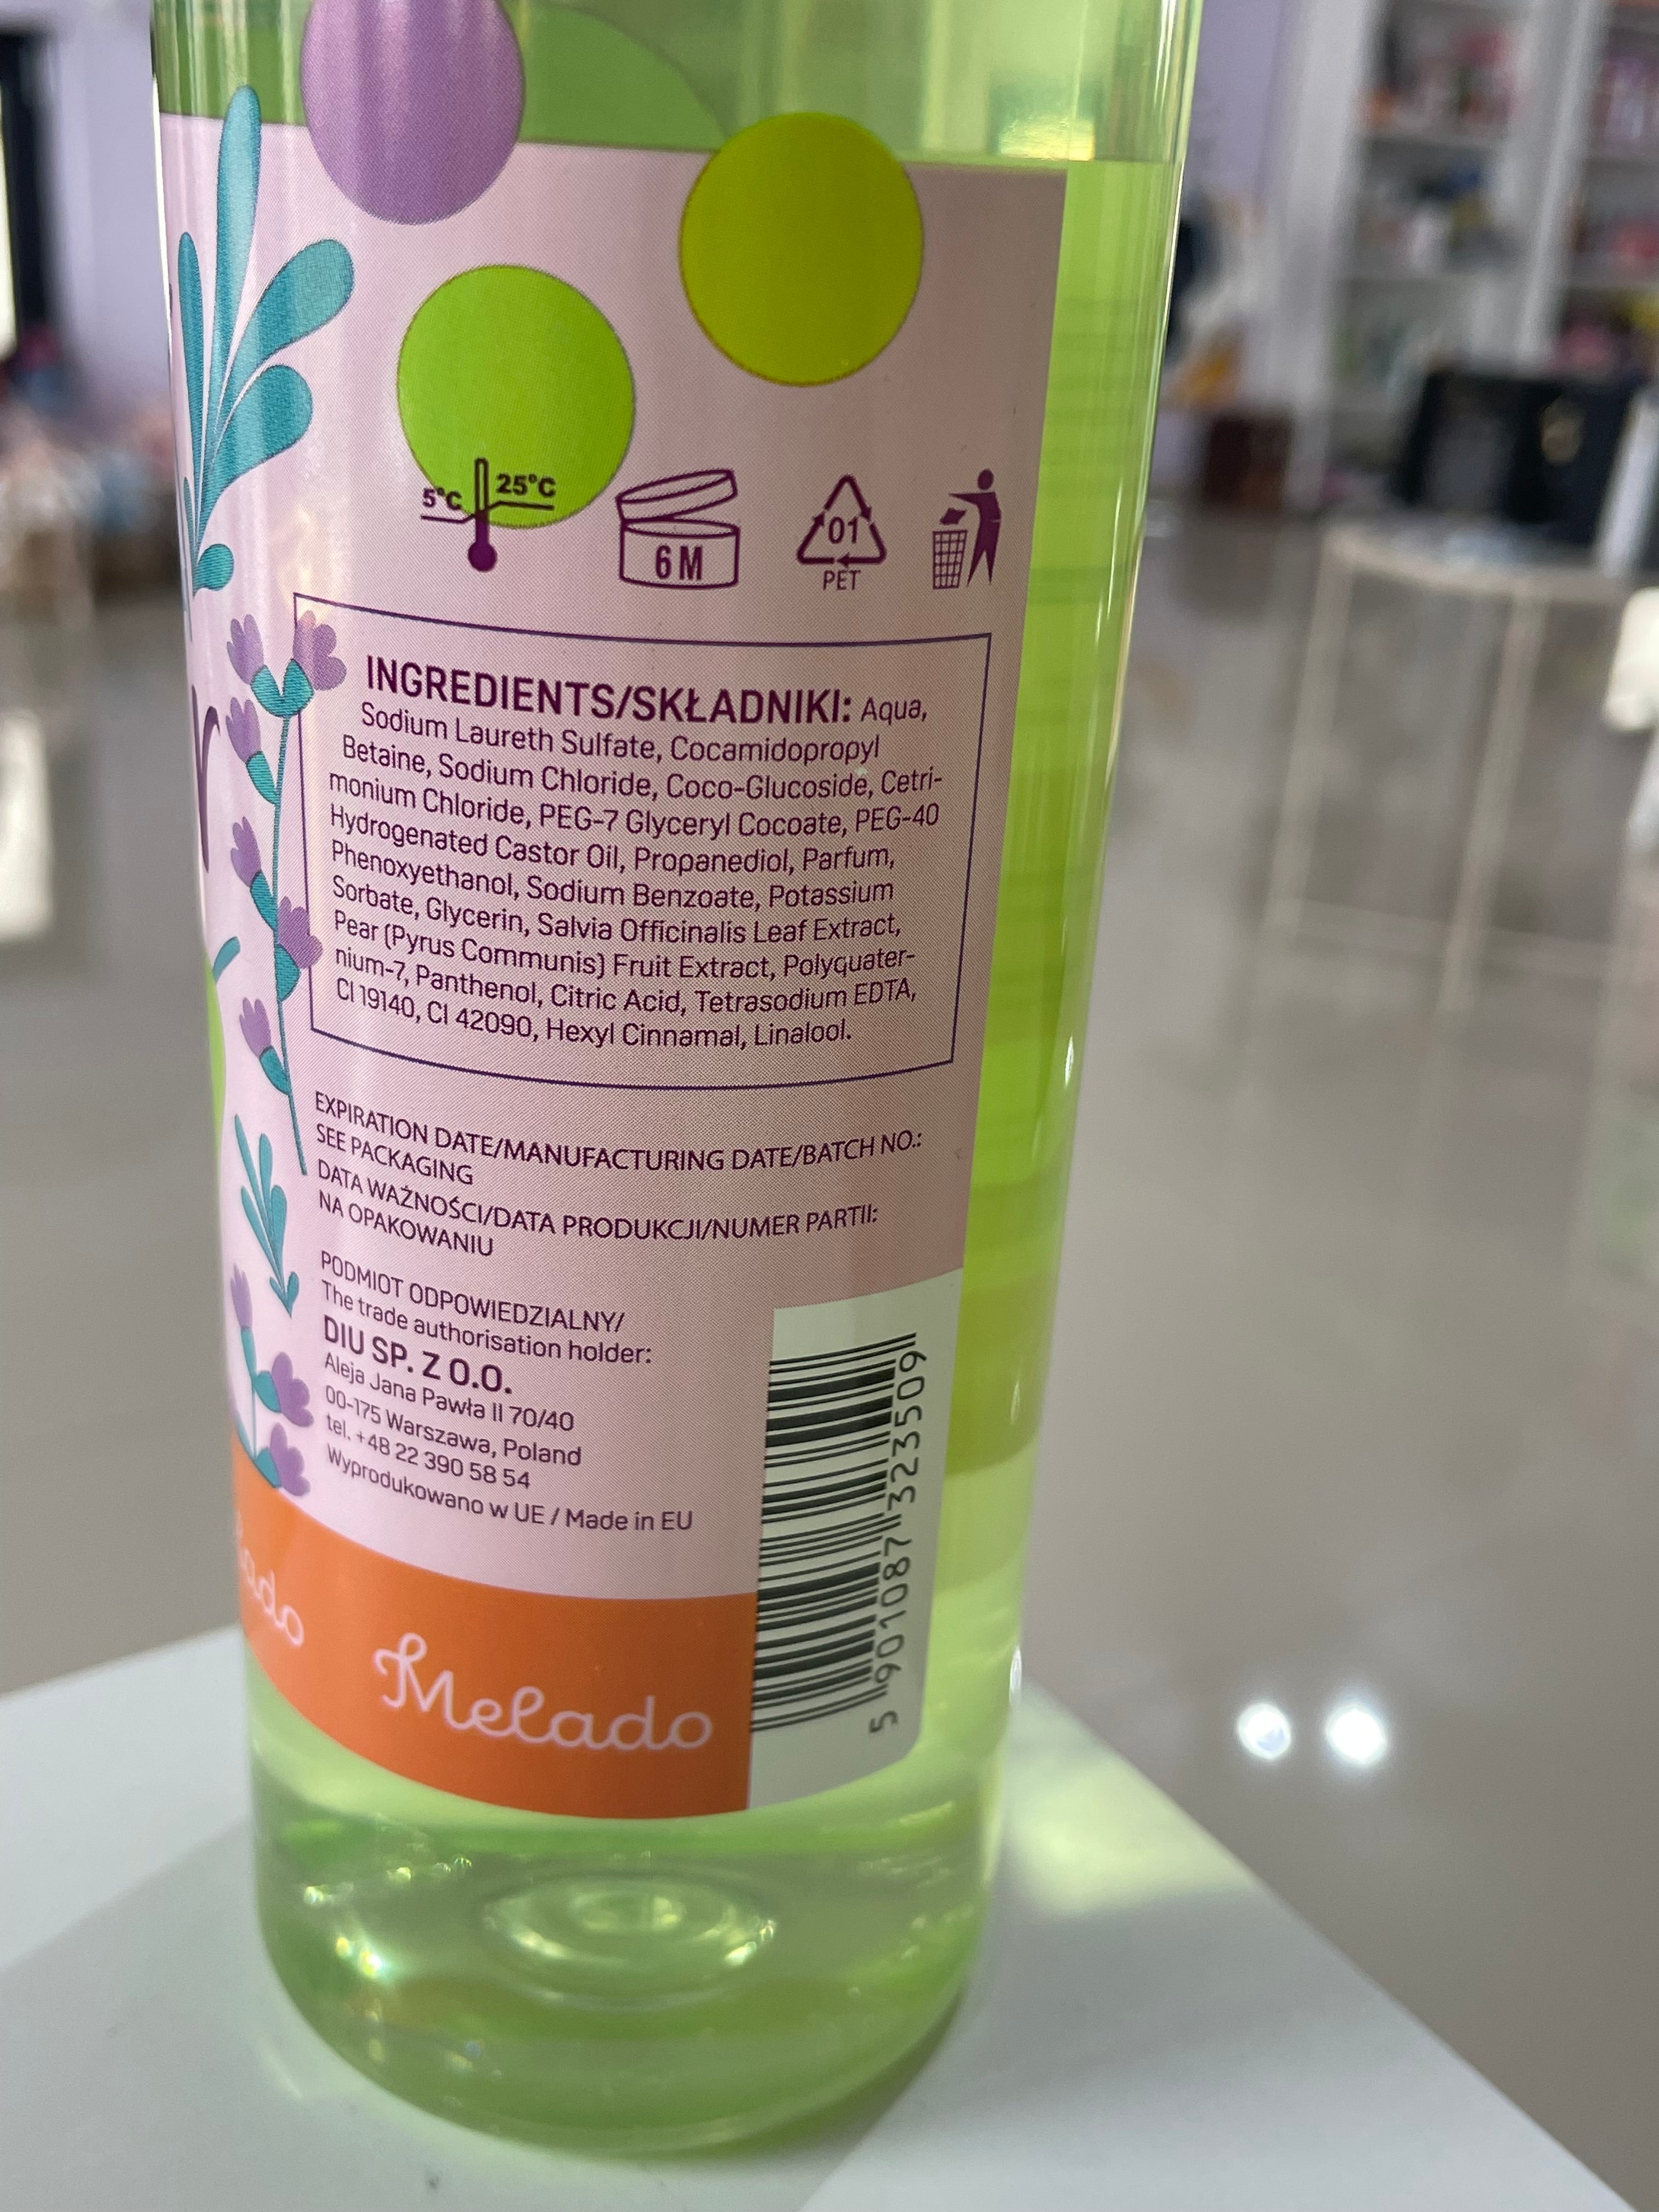 5°C 25°C
6M
01
PET
INGREDIENTS/SKŁADNIKI: Aqua,
Sodium Laureth Sulfate, Cocamidopropyl
Betaine, Sodium Chloride, Coco-Glucoside, Cetri-
monium Chloride, PEG-7 Glyceryl Cocoate, PEG-40
Hydrogenated Castor Oil, Propanediol, Parfum,
Phenoxyethanol, Sodium Benzoate, Potassium
Sorbate, Glycerin, Salvia Officinalis Leaf Extract,
Pear (Pyrus Communis) Fruit Extract, Polyquater-
nium-7, Panthenol, Citric Acid, Tetrasodium EDTA,
CI 19140, CI 42090, Hexyl Cinnamal, Linalool.
EXPIRATION DATE/MANUFACTURING DATE/BATCH NO.:
SEE PACKAGING
DATA WAŻNOŚCI/DATA PRODUKCJI/NUMER PARTII:
NA OPAKOWANIU
PODMIOT ODPOWIEDZIALNY/
The trade authorisation holder:
DIU SP. Z O.O.
Aleja Jana Pawła II 70/40
00-175 Warszawa, Poland
tel. +48 22 390 58 54
Wyprodukowano w UE / Made in EU
5 901087 323509
Melado